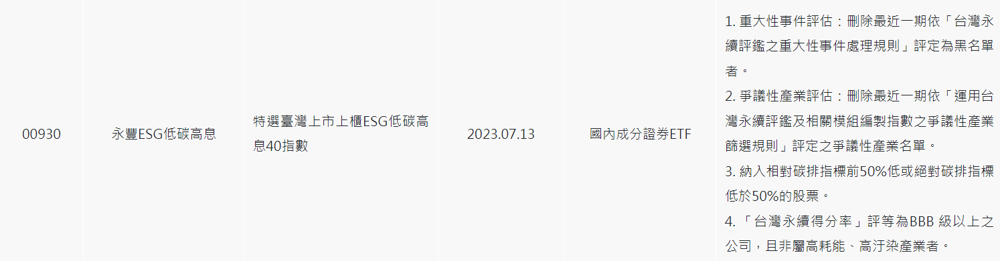 00930
永豐ESG低碳高息
特選臺灣上市上櫃ESG低碳高
息40指數
2023.07.13
國內成分證券ETF
1. 重大性事件評估：刪除最近一期依「台灣永
續評鑑之重大性事件處理規則」評定為黑名單
者。
2. 爭議性產業評估：刪除最近一期依「運用台
灣永續評鑑及相關模組編製指數之爭議性產業
篩選規則」評定之爭議性產業名單。
3. 納入相對碳排指標前50%低或絕對碳排指標
低於50%的股票。
4. 「台灣永續得分率」評等為BBB 級以上之
公司，且非屬高耗能、高汙染產業者。